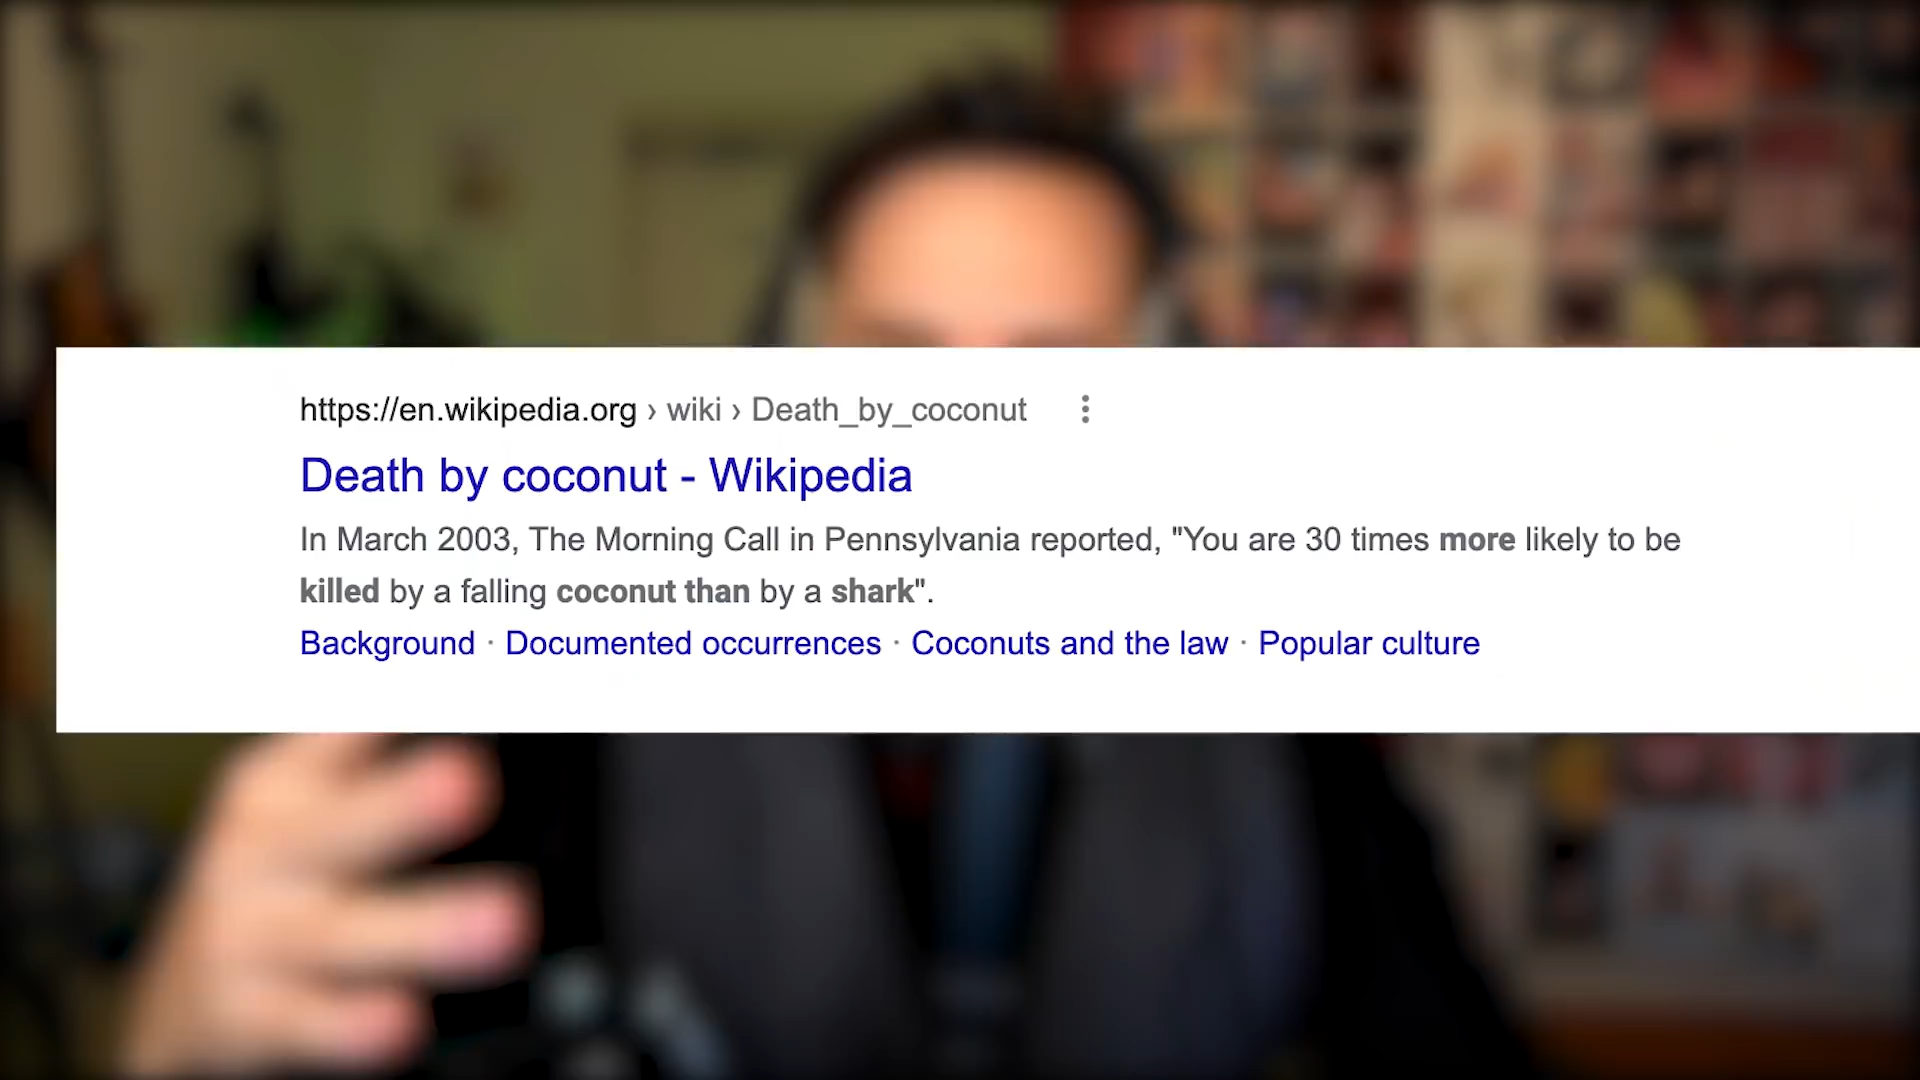 https://en.wikipedia.org › wiki › Death_by_coconut
Death by coconut - Wikipedia
In March 2003, The Morning Call in Pennsylvania reported, "You are 30 times more likely to be
killed by a falling coconut than by a shark".
Background · Documented occurrences · Coconuts and the law · Popular culture